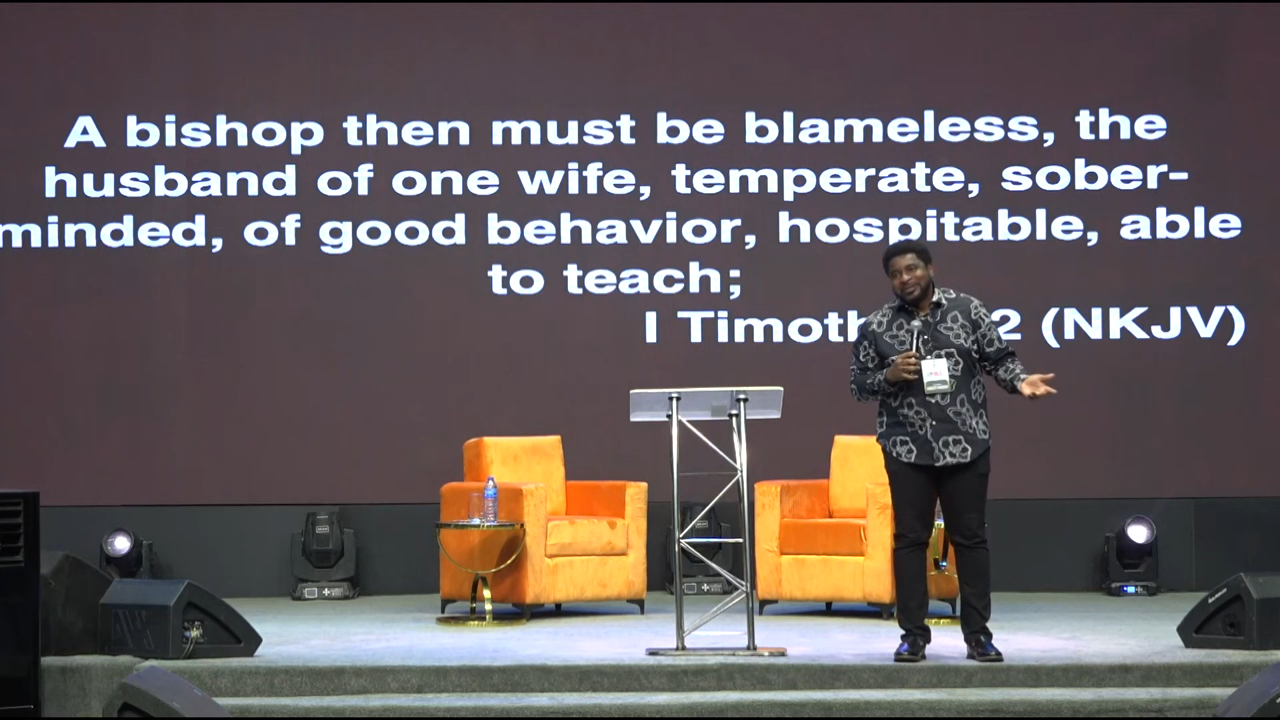 A bishop then must be blameless, the
husband of one wife, temperate, sober-
minded, of good behavior, hospitable, able
to teach;
I 2 (NKJV)